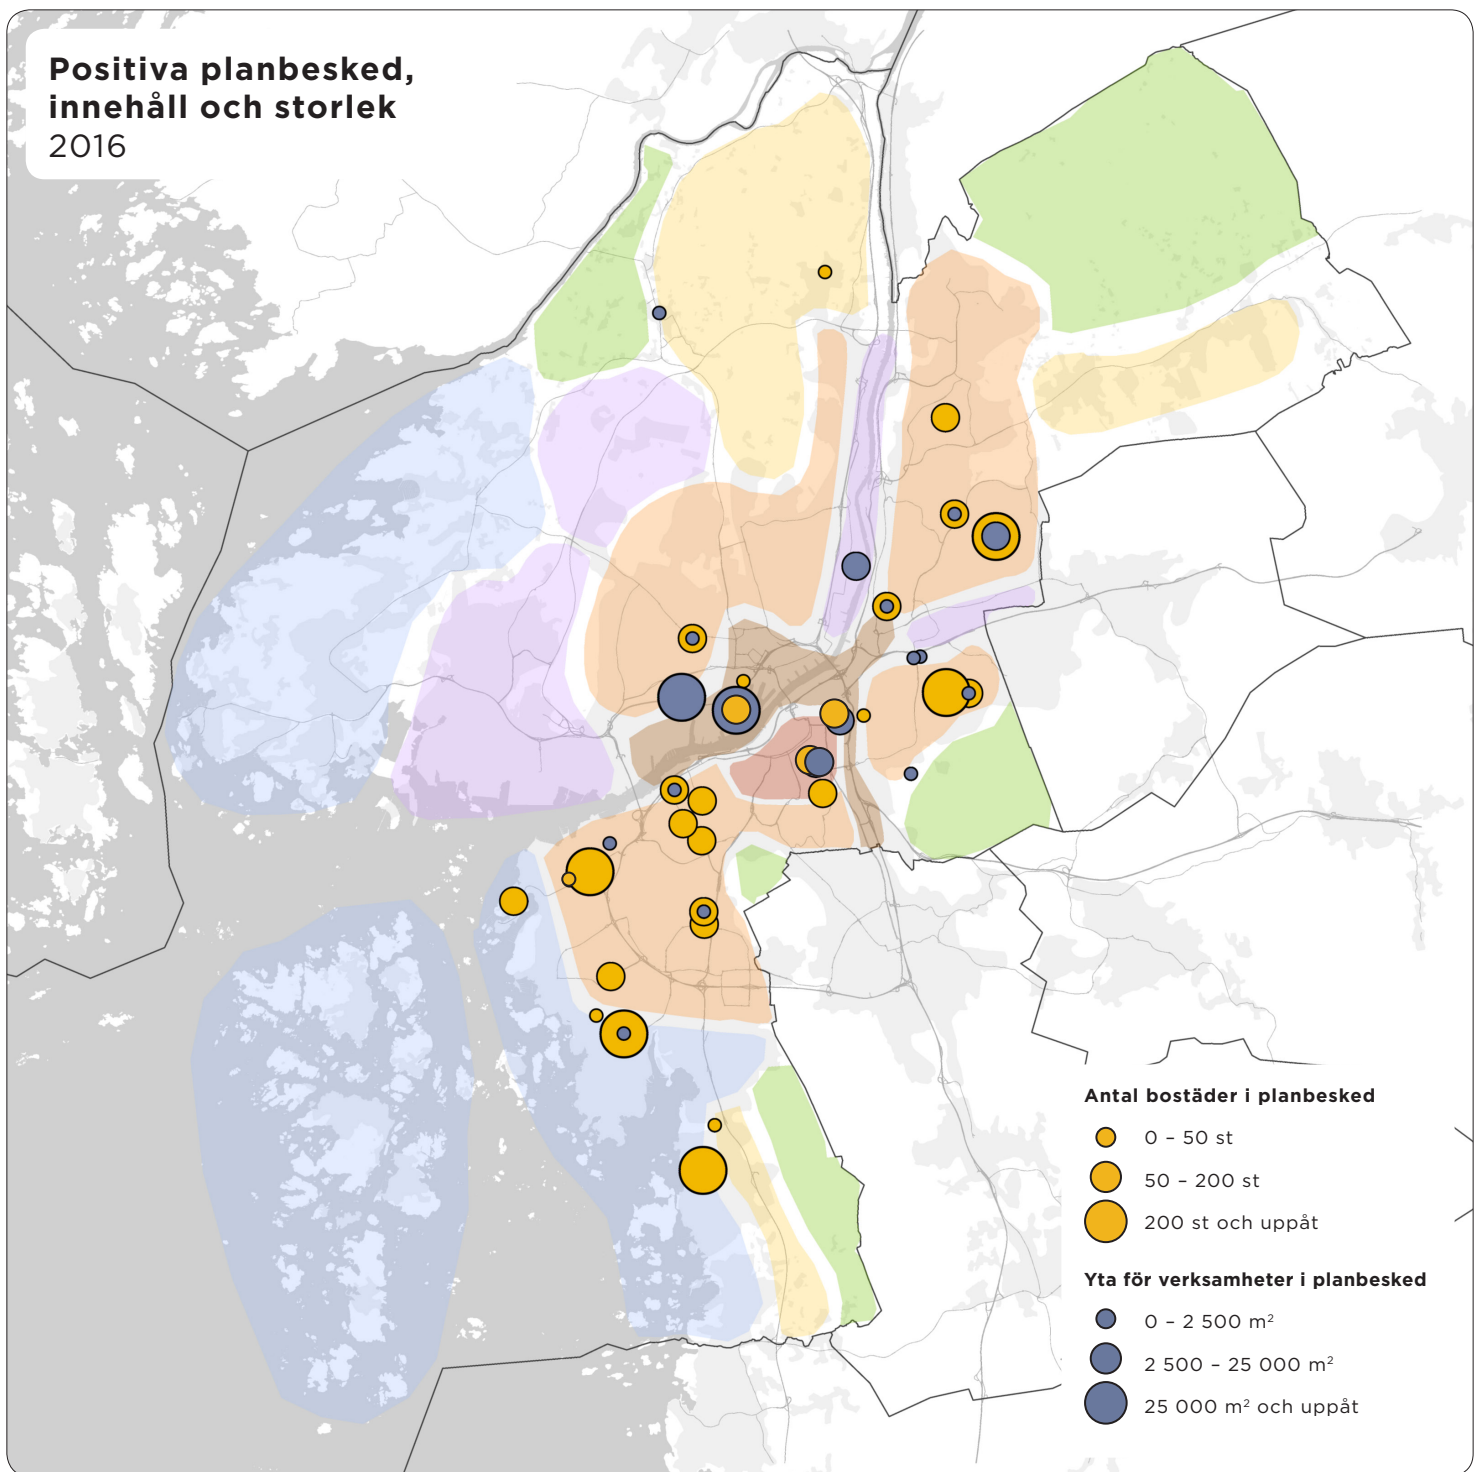 Positiva planbesked,
innehåll och storlek
2016
Antal bostäder i planbesked
0 – 50 st
50 – 200 st
200 st och uppåt
Yta för verksamheter i planbesked
0 – 2 500 m²
2 500 – 25 000 m²
25 000 m² och uppåt